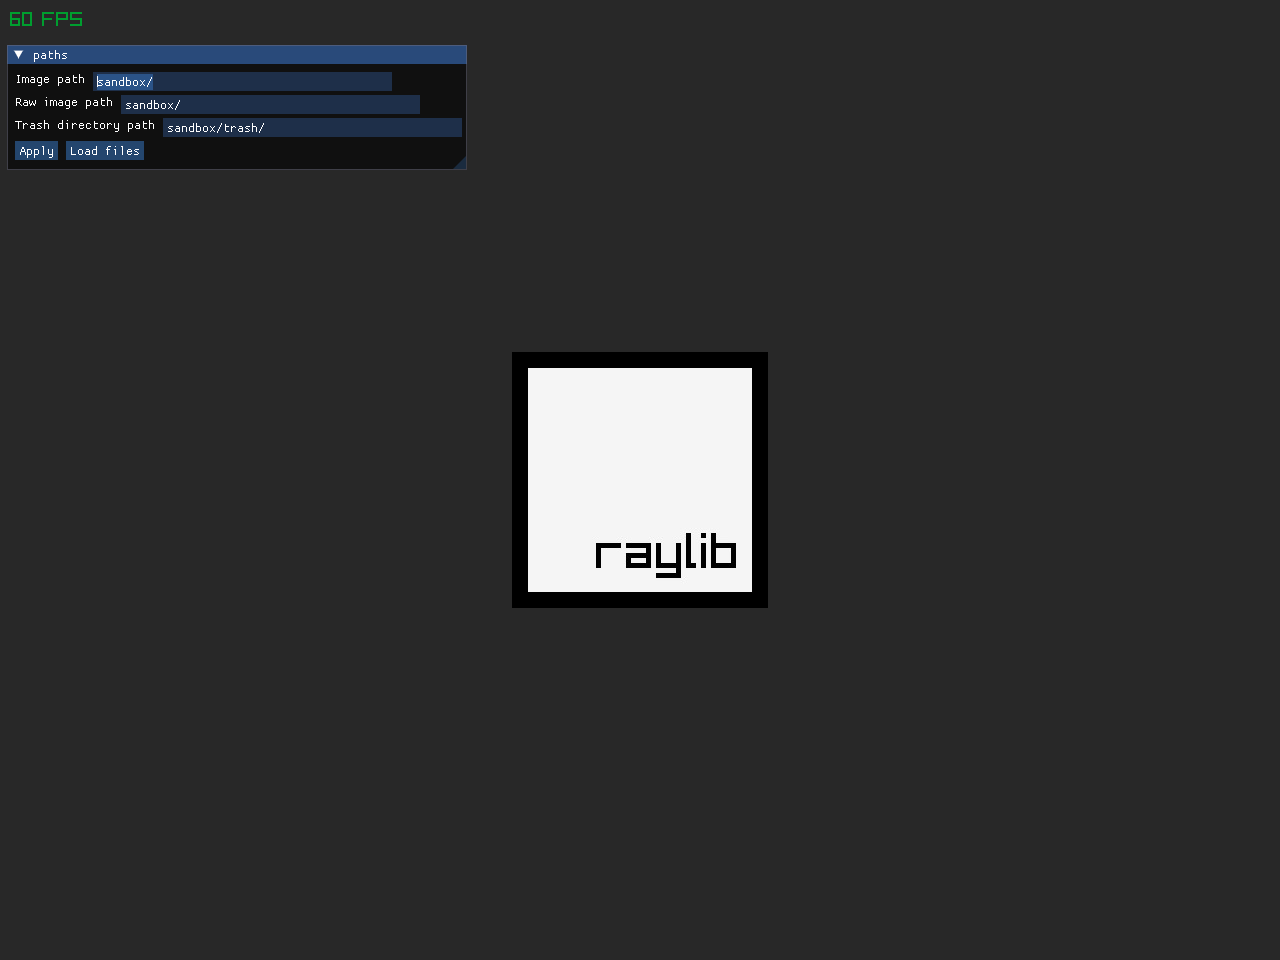 60 FPS
paths
Image path sandbox/
Raw image path sandbox/
Trash directory path sandbox/trash/
Apply Load files
raylib